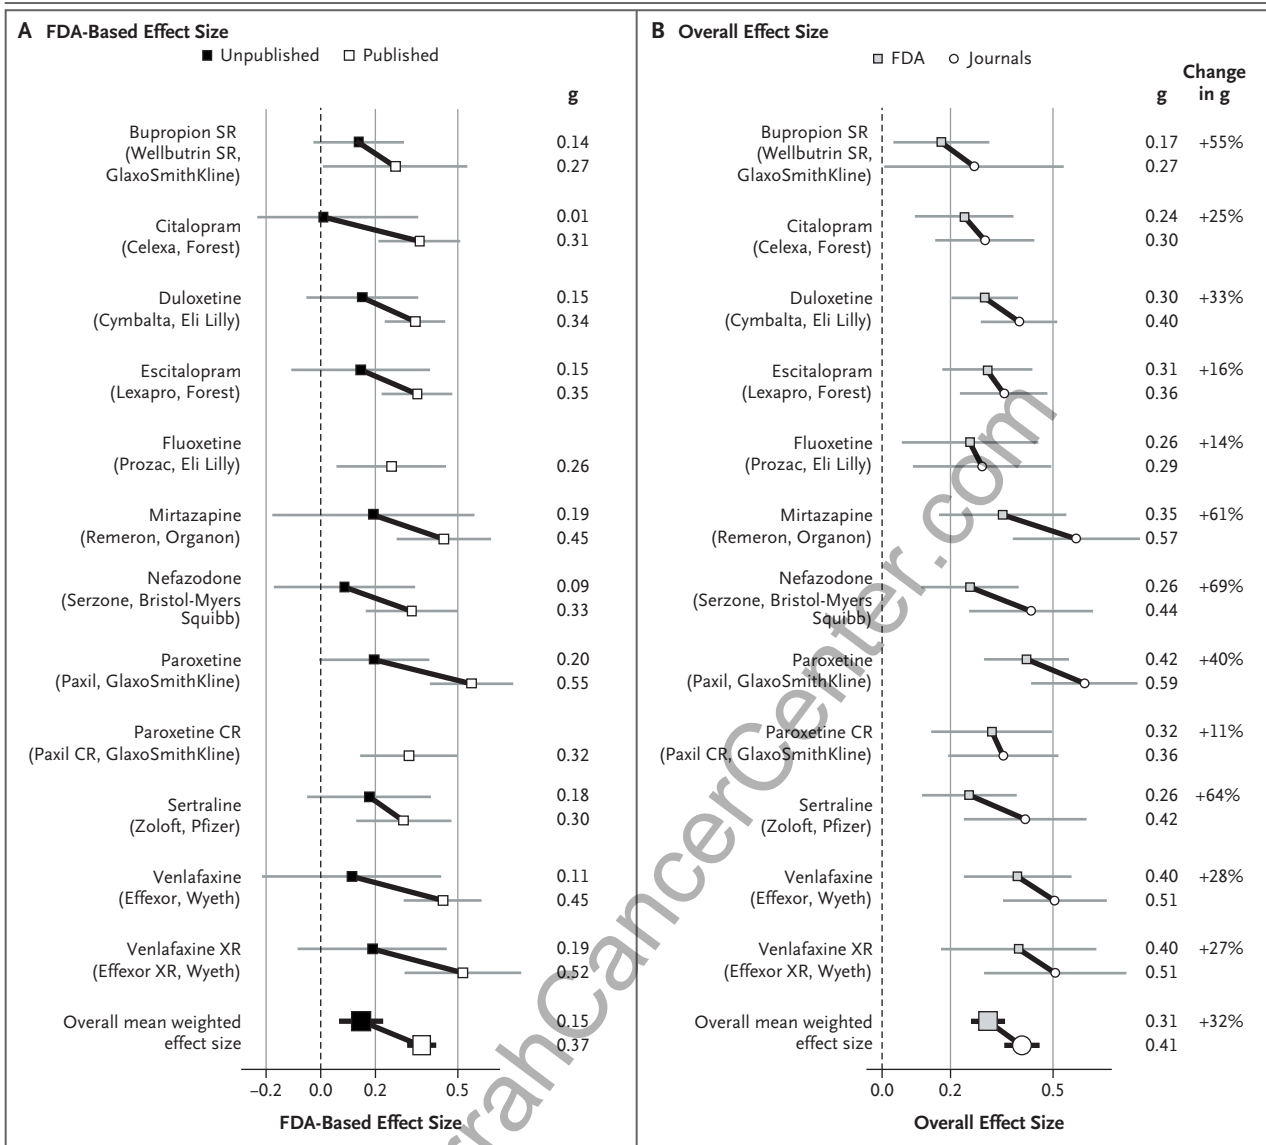 A FDA-Based Effect Size
Unpublished Published
g
Bupropion SR
(Wellbutrin SR,
GlaxoSmithKline)
0.14
0.27
Citalopram
(Celexa, Forest)
0.01
0.31
Duloxetine
(Cymbalta, Eli Lilly)
0.15
0.34
Escitalopram
(Lexapro, Forest)
0.15
0.35
Fluoxetine
(Prozac, Eli Lilly)
0.26
Mirtazapine
(Remeron, Organon)
0.19
0.45
Nefazodone
(Serzone, Bristol-Myers
Squibb)
0.09
0.33
Paroxetine
(Paxil, GlaxoSmithKline)
0.20
0.55
Paroxetine CR
(Paxil CR, GlaxoSmithKline)
0.32
Sertraline
(Zoloft, Pfizer)
0.18
0.30
Venlafaxine
(Effexor, Wyeth)
0.11
0.45
Venlafaxine XR
(Effexor XR, Wyeth)
0.19
0.52
Overall mean weighted
effect size
0.15
0.37
−0.2 0.0 0.2 0.5
FDA-Based Effect Size
B Overall Effect Size
FDA Journals
g
Change
in g
Bupropion SR
(Wellbutrin SR,
GlaxoSmithKline)
0.17 +55%
0.27
Citalopram
(Celexa, Forest)
0.24 +25%
0.30
Duloxetine
(Cymbalta, Eli Lilly)
0.30 +33%
0.40
Escitalopram
(Lexapro, Forest)
0.31 +16%
0.36
Fluoxetine
(Prozac, Eli Lilly)
0.26 +14%
0.29
Mirtazapine
(Remeron, Organon)
0.35 +61%
0.57
Nefazodone
(Serzone, Bristol-Myers
Squibb)
0.26 +69%
0.44
Paroxetine
(Paxil, GlaxoSmithKline)
0.42 +40%
0.59
Paroxetine CR
(Paxil CR, GlaxoSmithKline)
0.32 +11%
0.36
Sertraline
(Zoloft, Pfizer)
0.26 +64%
0.42
Venlafaxine
(Effexor, Wyeth)
0.40 +28%
0.51
Venlafaxine XR
(Effexor XR, Wyeth)
0.40 +27%
0.51
Overall mean weighted
effect size
0.31 +32%
0.41
0.0 0.2 0.5
Overall Effect Size
rrahCancerCenter.com